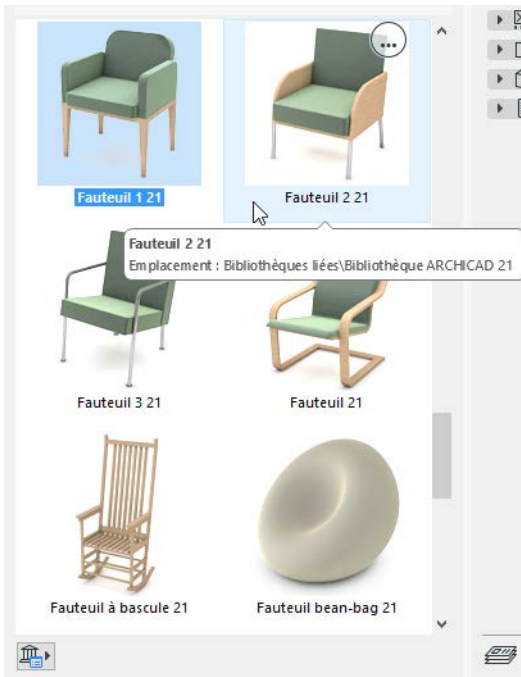 ...
Fauteuil 1 21
Fauteuil 2 21
Fauteuil 2 21
Emplacement : Bibliothèques liées\Bibliothèque ARCHICAD 21
Fauteuil 3 21
Fauteuil 21
Fauteuil à bascule 21
Fauteuil bean-bag 21